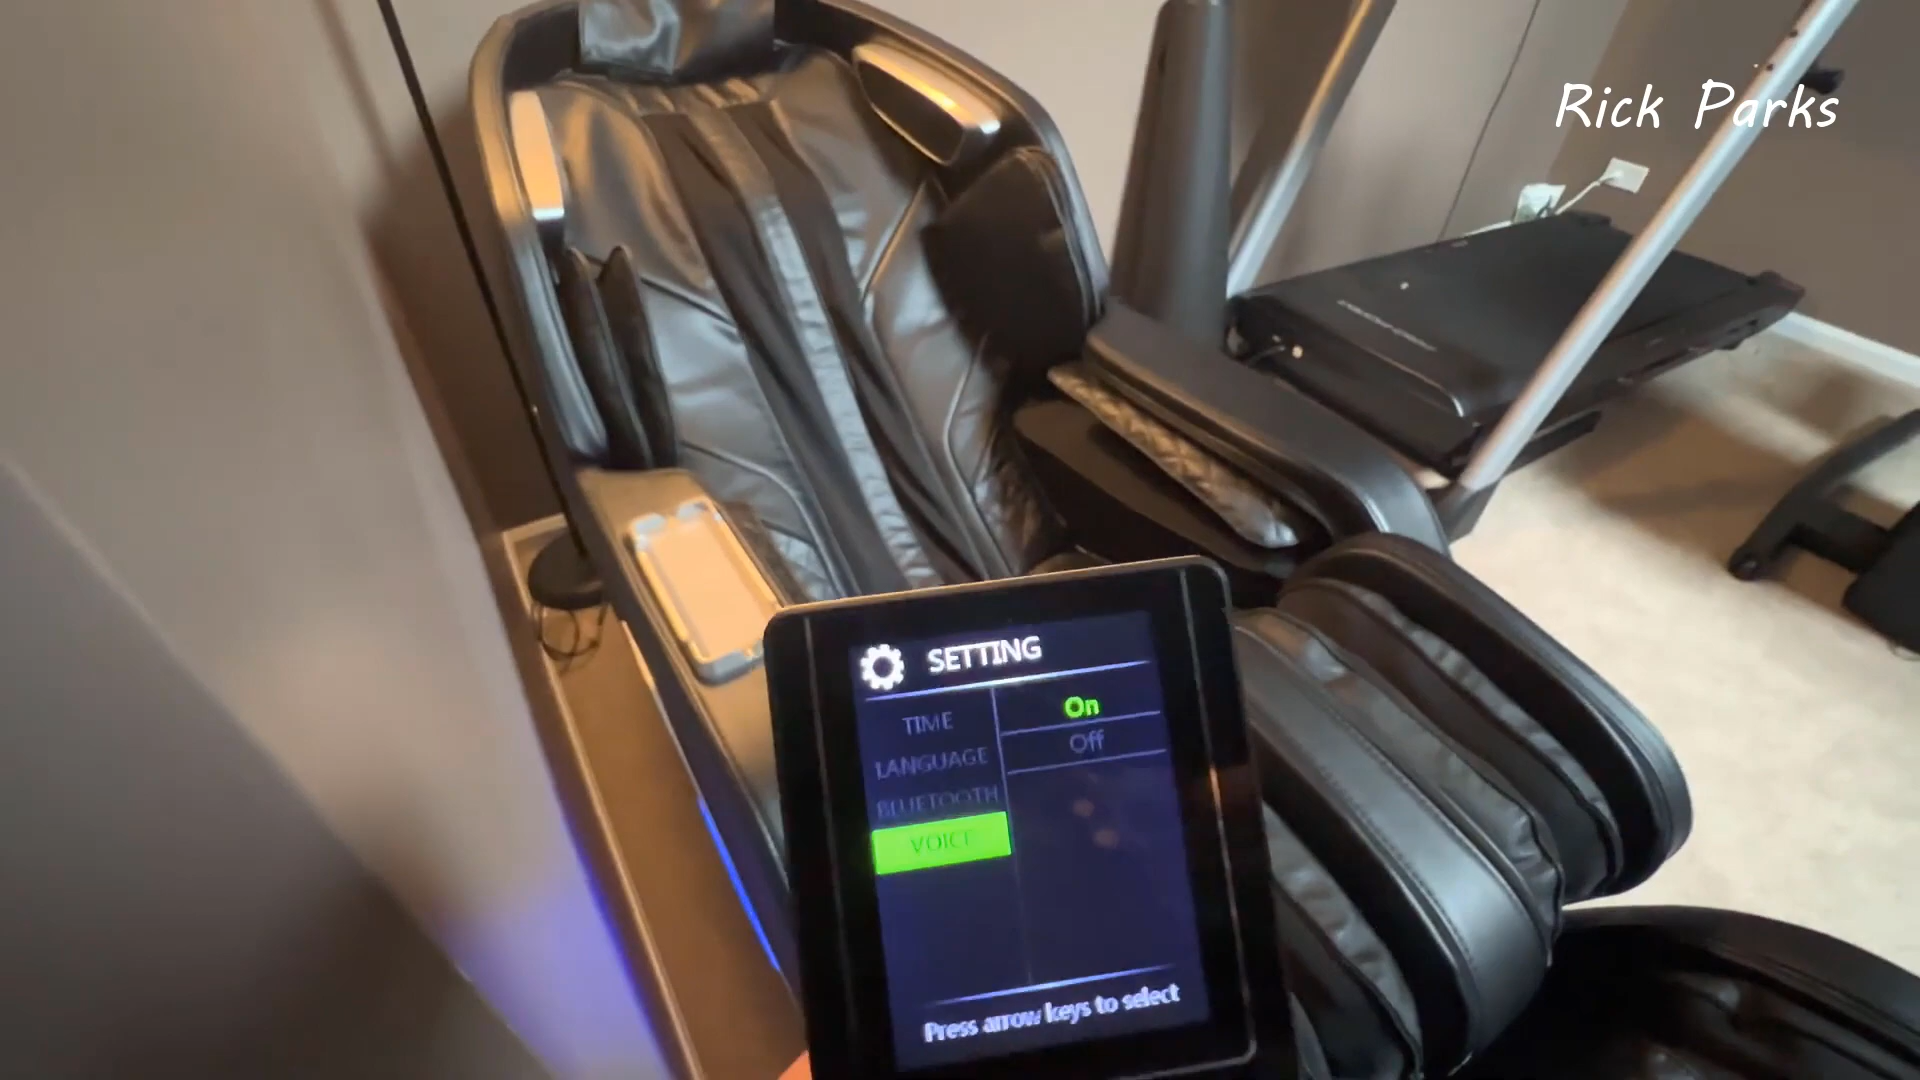 Rick Parks
SETTING
TIME
On
LANGUAGE
Off
BLUETOOTH
VOICE
Press arrow keys to select